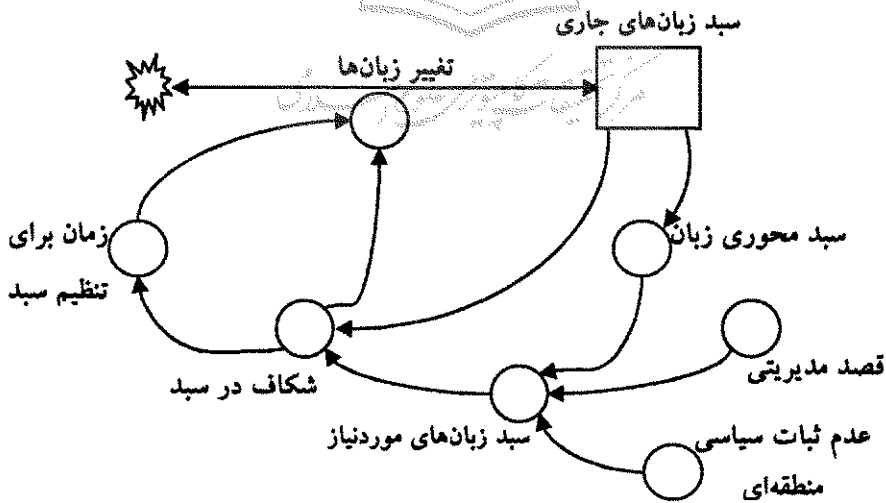 سبد زبان‌های جاری
تغییر زبان‌ها
زمان برای
تنظیم سبد
سبد محوری زبان
قصد مدیریتی
شکاف در سبد
سبد زبان‌های موردنیاز
عدم ثبات سیاسی
منطقه‌ای